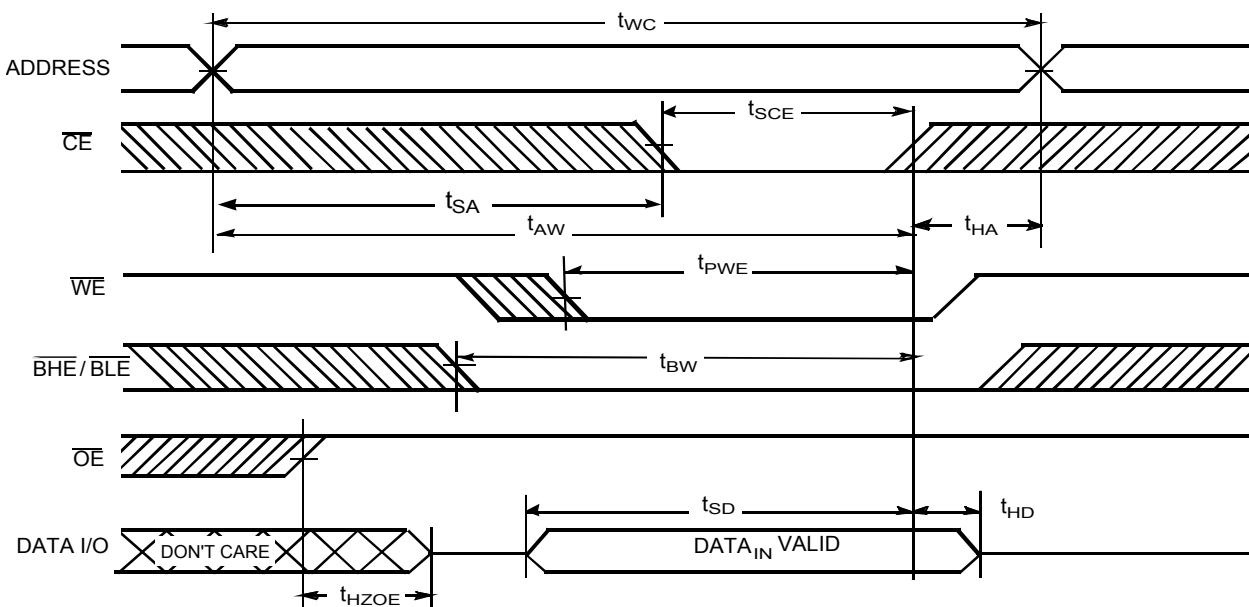 tWC
ADDRESS
tSCE
CE
tSA
tAW
tHA
tPWE
WE
BHE / BLE
tBW
OE
tSD
tHD
DATA I/O
DON'T CARE
DATAIN VALID
tHZOE